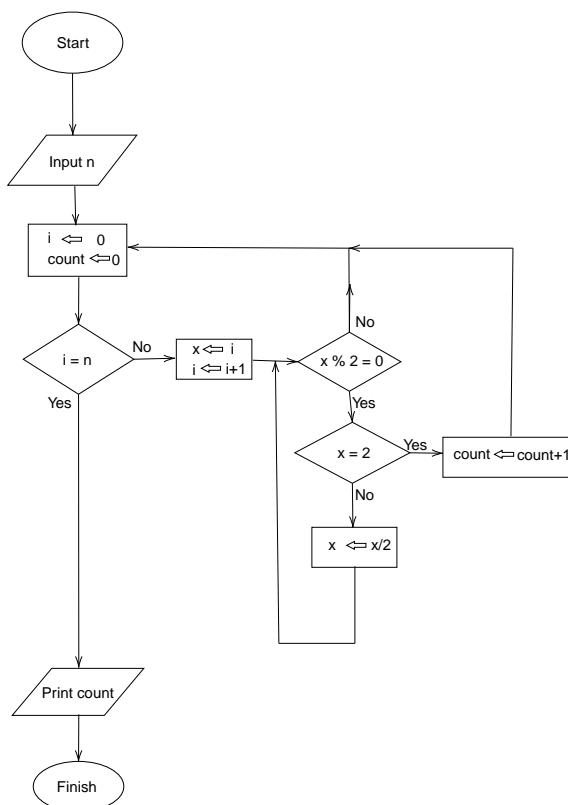 Start
Input n
i ⇐ 0
count ⇐ 0
i = n
No
Yes
x ⇐ i
i ⇐ i+1
x % 2 = 0
No
Yes
x = 2
Yes
No
count ⇐ count+1
x ⇐ x/2
Print count
Finish